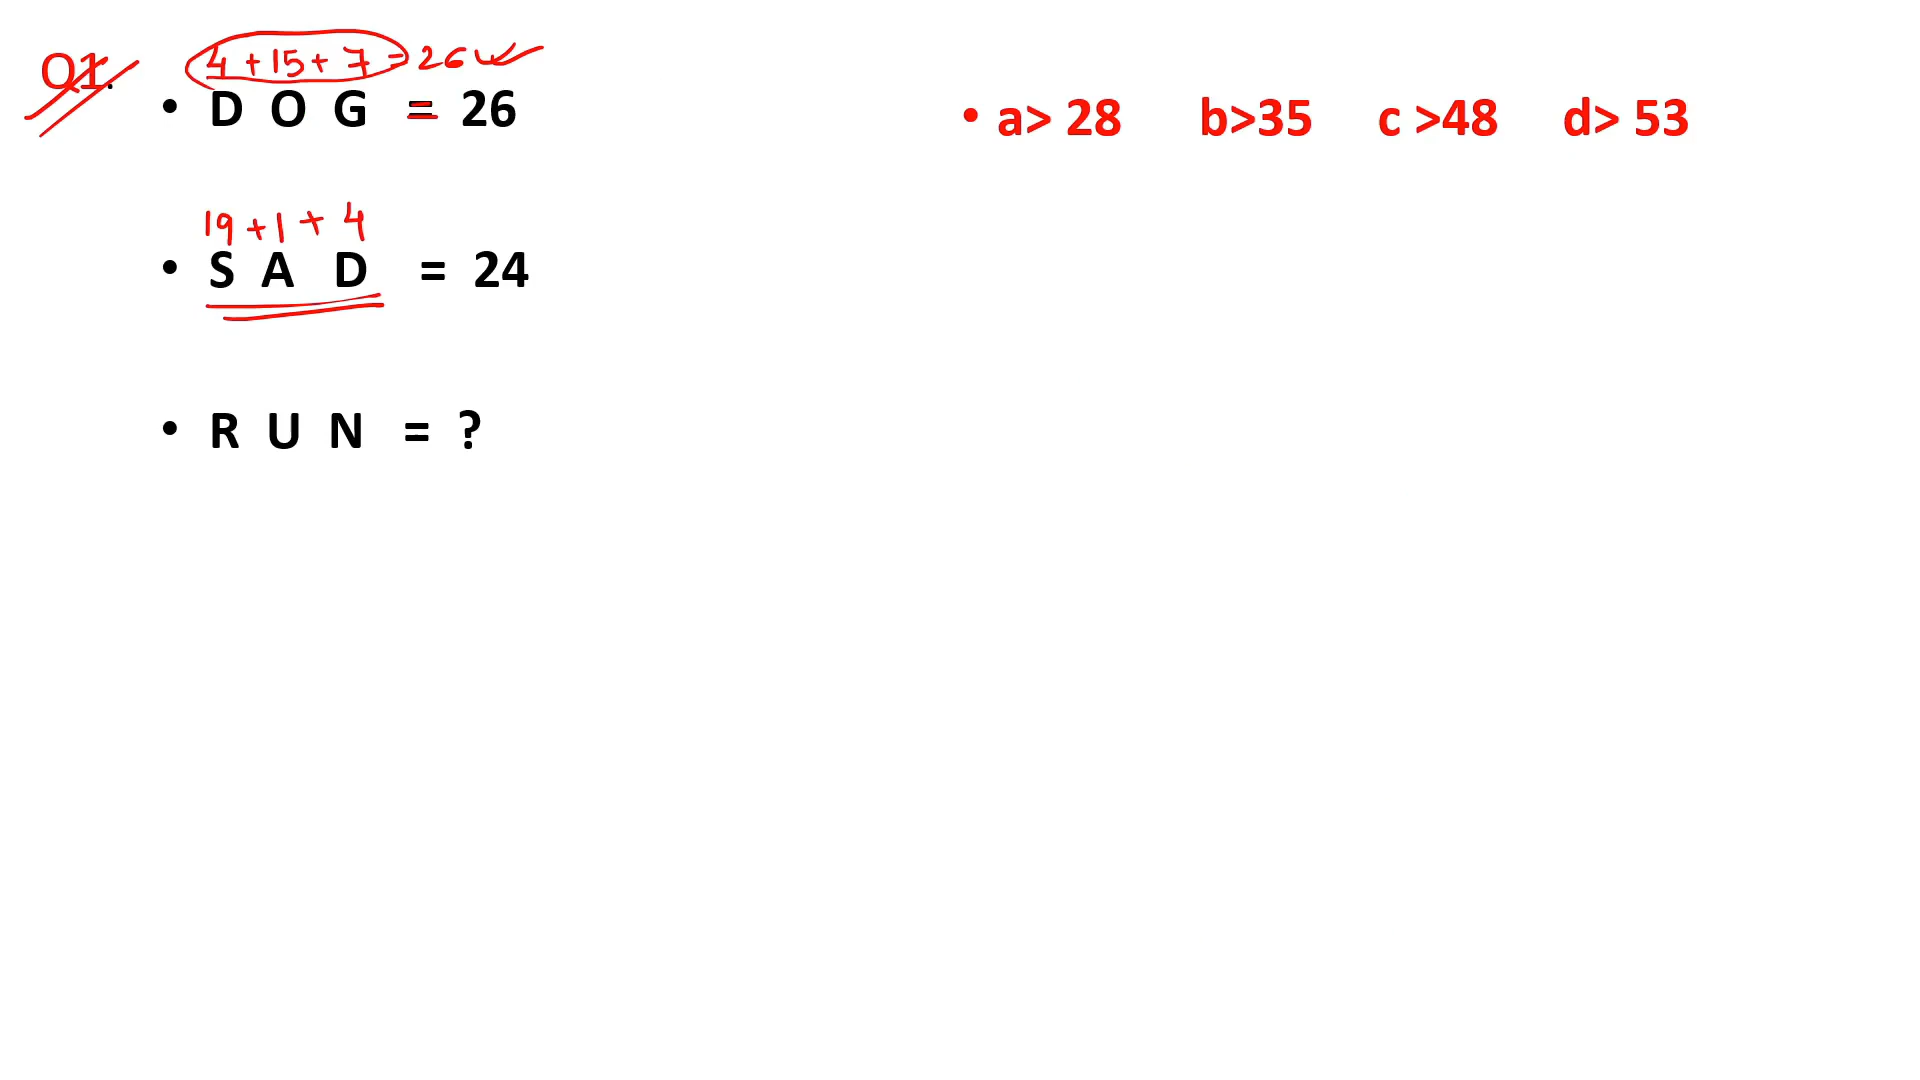 Q1.
4 + 15 + 7 = 26
• D O G = 26
• a> 28 b>35 c >48 d> 53
19 + 1 + 4
• S A D = 24
• R U N = ?